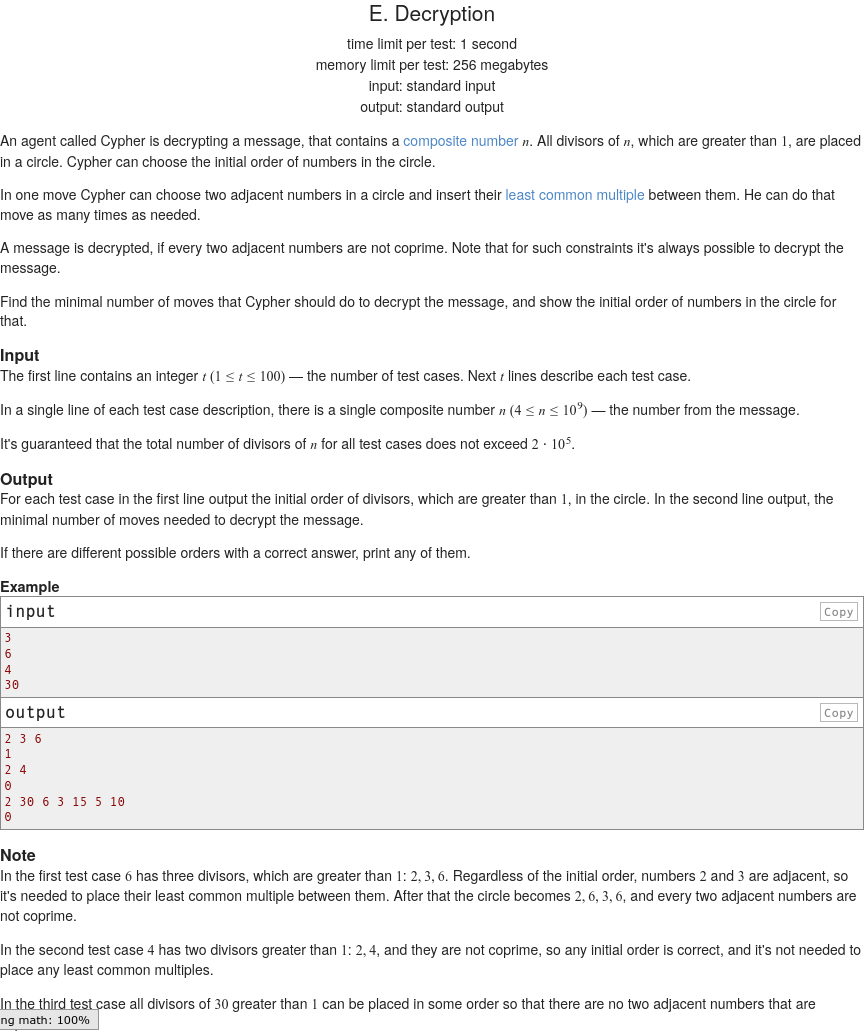 E. Decryption
time limit per test: 1 second
memory limit per test: 256 megabytes
input: standard input
output: standard output
An agent called Cypher is decrypting a message, that contains a composite number n. All divisors of n, which are greater than 1, are placed
in a circle. Cypher can choose the initial order of numbers in the circle.
In one move Cypher can choose two adjacent numbers in a circle and insert their least common multiple between them. He can do that
move as many times as needed.
A message is decrypted, if every two adjacent numbers are not coprime. Note that for such constraints it's always possible to decrypt the
message.
Find the minimal number of moves that Cypher should do to decrypt the message, and show the initial order of numbers in the circle for
that.
Input
The first line contains an integer t (1 ≤ t ≤ 100) — the number of test cases. Next t lines describe each test case.
In a single line of each test case description, there is a single composite number n (4 ≤ n ≤ 10^9) — the number from the message.
It's guaranteed that the total number of divisors of n for all test cases does not exceed 2 · 10^5.
Output
For each test case in the first line output the initial order of divisors, which are greater than 1, in the circle. In the second line output, the
minimal number of moves needed to decrypt the message.
If there are different possible orders with a correct answer, print any of them.
Example
input Copy
3
6
4
30
output Copy
2 3 6
1
2 4
0
2 30 6 3 15 5 10
0
Note
In the first test case 6 has three divisors, which are greater than 1: 2, 3, 6. Regardless of the initial order, numbers 2 and 3 are adjacent, so
it's needed to place their least common multiple between them. After that the circle becomes 2, 6, 3, 6, and every two adjacent numbers are
not coprime.
In the second test case 4 has two divisors greater than 1: 2, 4, and they are not coprime, so any initial order is correct, and it's not needed to
place any least common multiples.
In the third test case all divisors of 30 greater than 1 can be placed in some order so that there are no two adjacent numbers that are
ng math: 100%